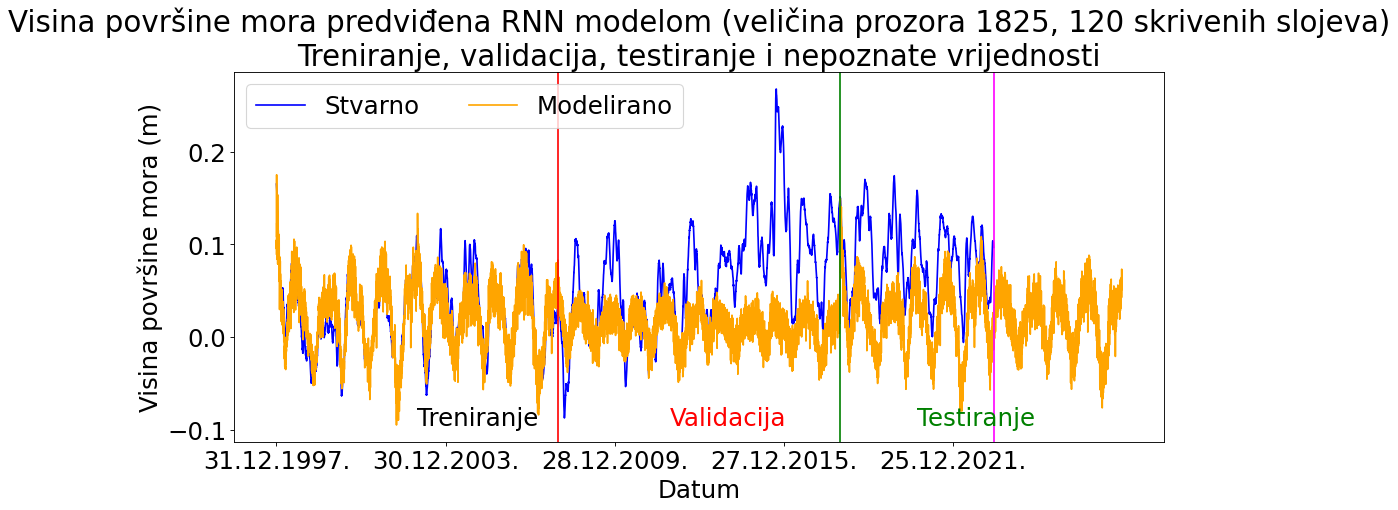 Visina površine mora predviđena RNN modelom (veličina prozora 1825, 120 skrivenih slojeva)
Treniranje, validacija, testiranje i nepoznate vrijednosti
Stvarno Modelirano
Visina površine mora (m)
0.2
0.1
0.0
−0.1
Treniranje Validacija Testiranje
31.12.1997. 30.12.2003. 28.12.2009. 27.12.2015. 25.12.2021.
Datum